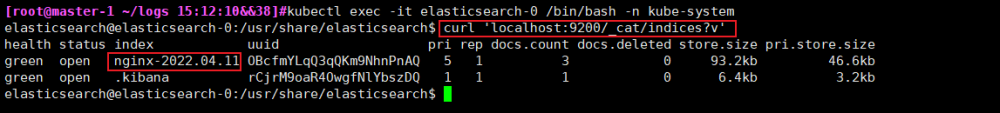 [root@master-1 ~/logs 15:12:10&&38]#kubectl exec -it elasticsearch-0 /bin/bash -n kube-system
elasticsearch@elasticsearch-0:/usr/share/elasticsearch$ curl 'localhost:9200/_cat/indices?v'
health status index uuid pri rep docs.count docs.deleted store.size pri.store.size
green open nginx-2022.04.11 OBcfmYLqQ3qQKm9NhnPnAQ 5 1 3 0 93.2kb 46.6kb
green open .kibana rCjrM9oaR4OwgfNlYbszDQ 1 1 1 0 6.4kb 3.2kb
elasticsearch@elasticsearch-0:/usr/share/elasticsearch$